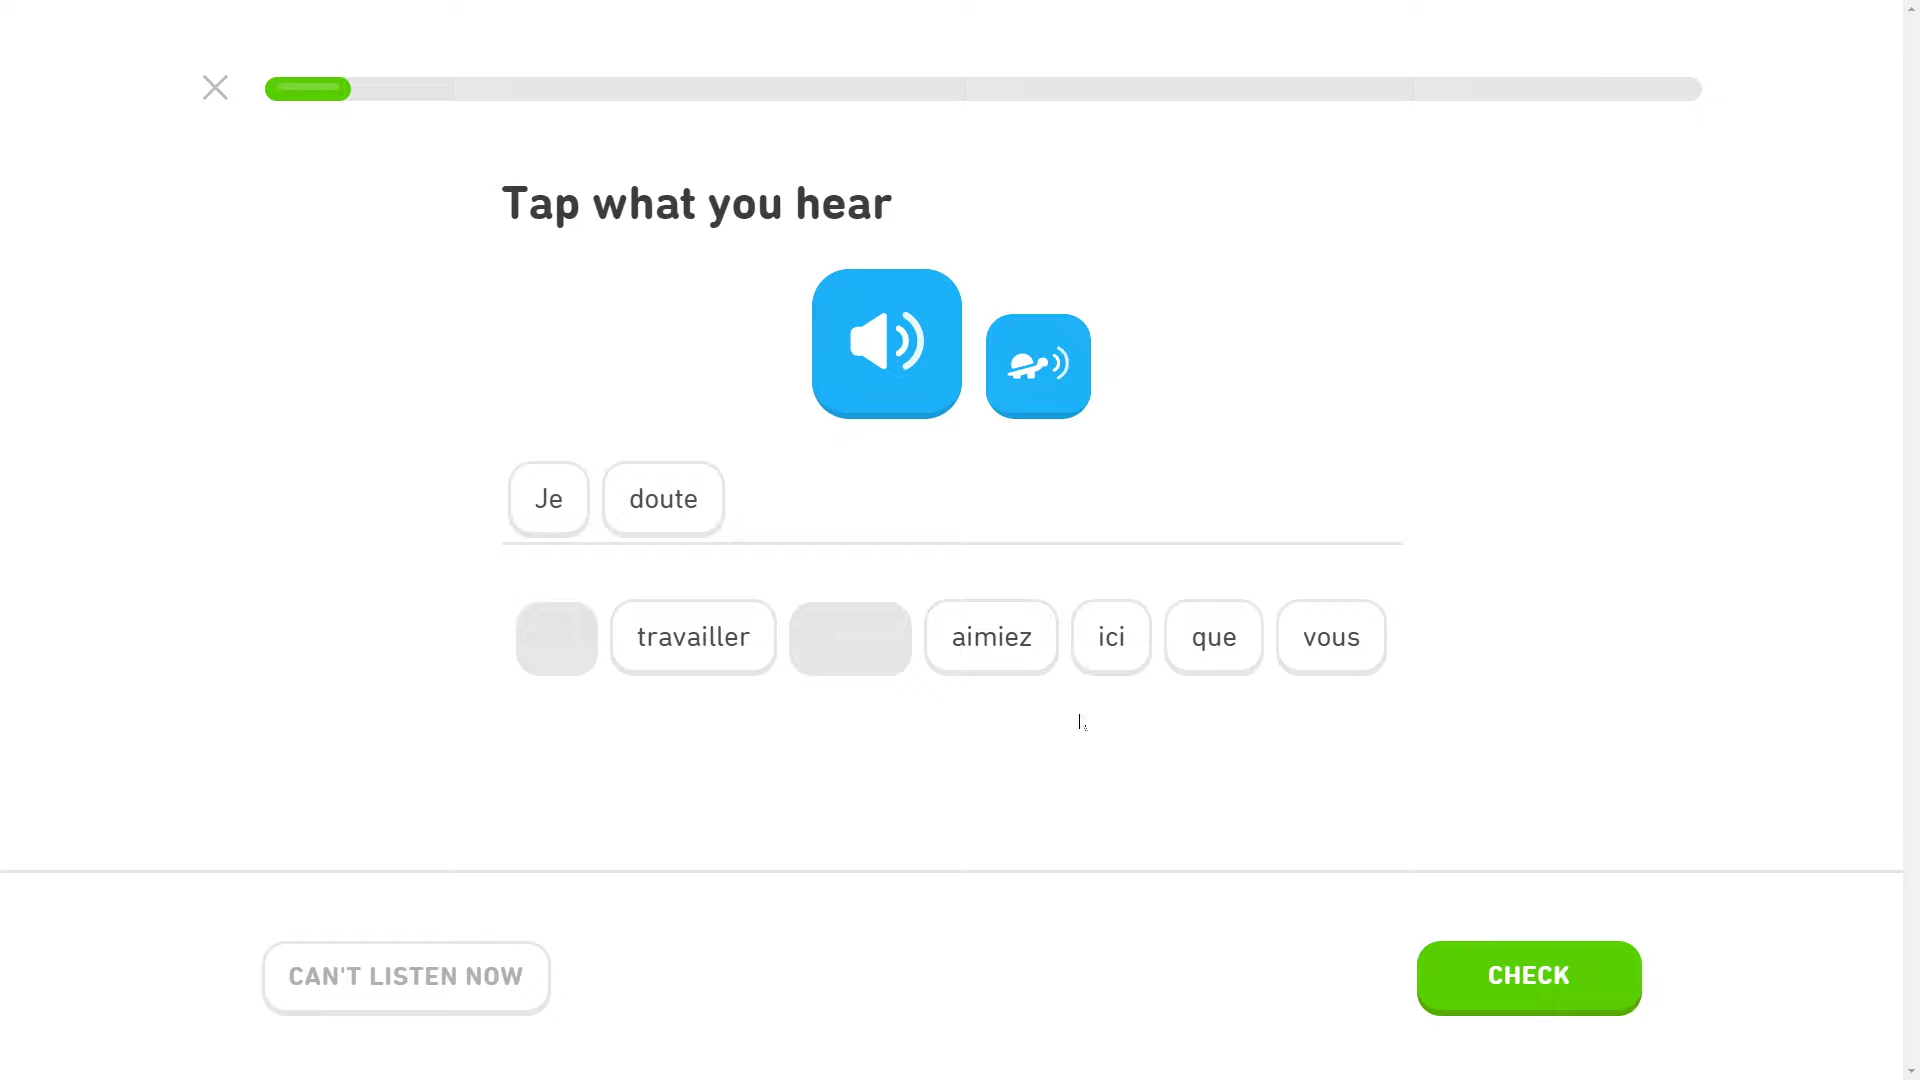 Tap what you hear
Je doute
travailler aimiez ici que vous
CAN'T LISTEN NOW CHECK